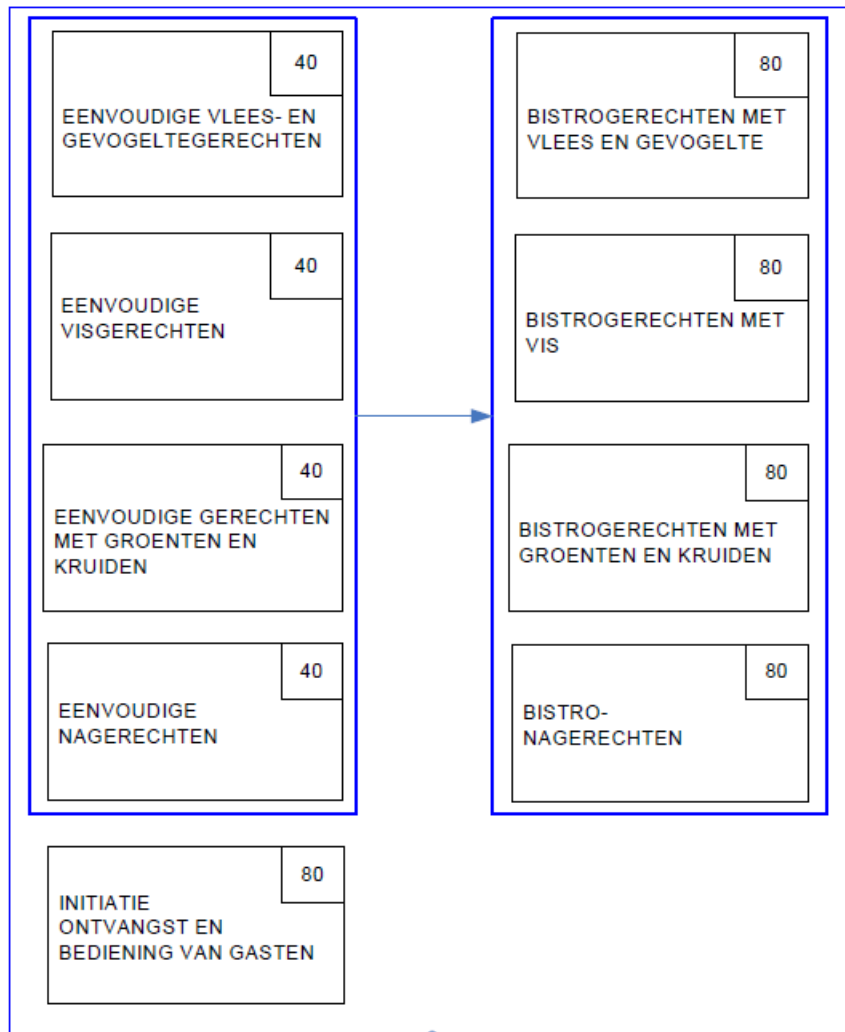 40
EENVOUDIGE VLEES- EN
GEVOGELTEGERECHTEN
40
EENVOUDIGE
VISGERECHTEN
40
EENVOUDIGE GERECHTEN
MET GROENTEN EN
KRUIDEN
40
EENVOUDIGE
NAGERECHTEN
80
INITIATIE
ONTVANGST EN
BEDIENING VAN GASTEN
80
BISTROGERECHTEN MET
VLEES EN GEVOGELTE
80
BISTROGERECHTEN MET
VIS
80
BISTROGERECHTEN MET
GROENTEN EN KRUIDEN
80
BISTRO-
NAGERECHTEN